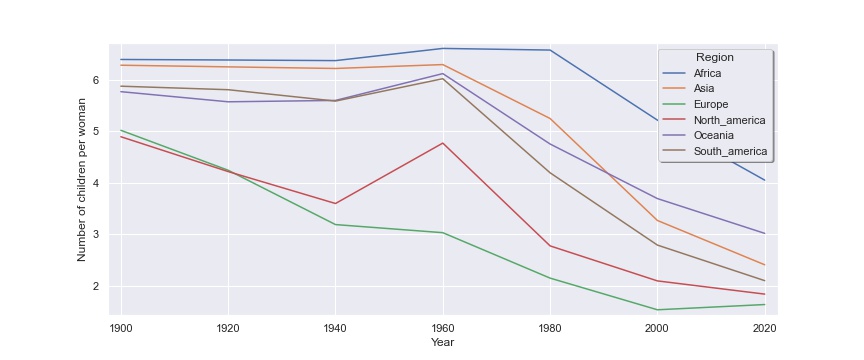 Region
Africa
Asia
Europe
North_america
Oceania
South_america
Number of children per woman
6
5
4
3
2
1900 1920 1940 1960 1980 2000 2020
Year